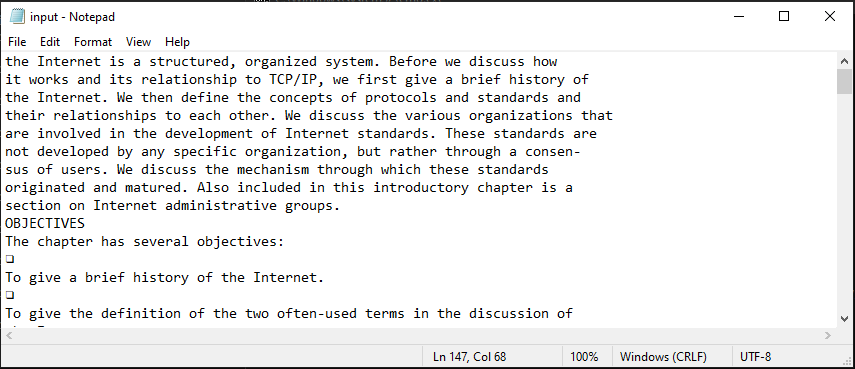 input - Notepad
File Edit Format View Help
the Internet is a structured, organized system. Before we discuss how
it works and its relationship to TCP/IP, we first give a brief history of
the Internet. We then define the concepts of protocols and standards and
their relationships to each other. We discuss the various organizations that
are involved in the development of Internet standards. These standards are
not developed by any specific organization, but rather through a consen-
sus of users. We discuss the mechanism through which these standards
originated and matured. Also included in this introductory chapter is a
section on Internet administrative groups.
OBJECTIVES
The chapter has several objectives:
❑
To give a brief history of the Internet.
❑
To give the definition of the two often-used terms in the discussion of
Ln 147, Col 68 100% Windows (CRLF) UTF-8